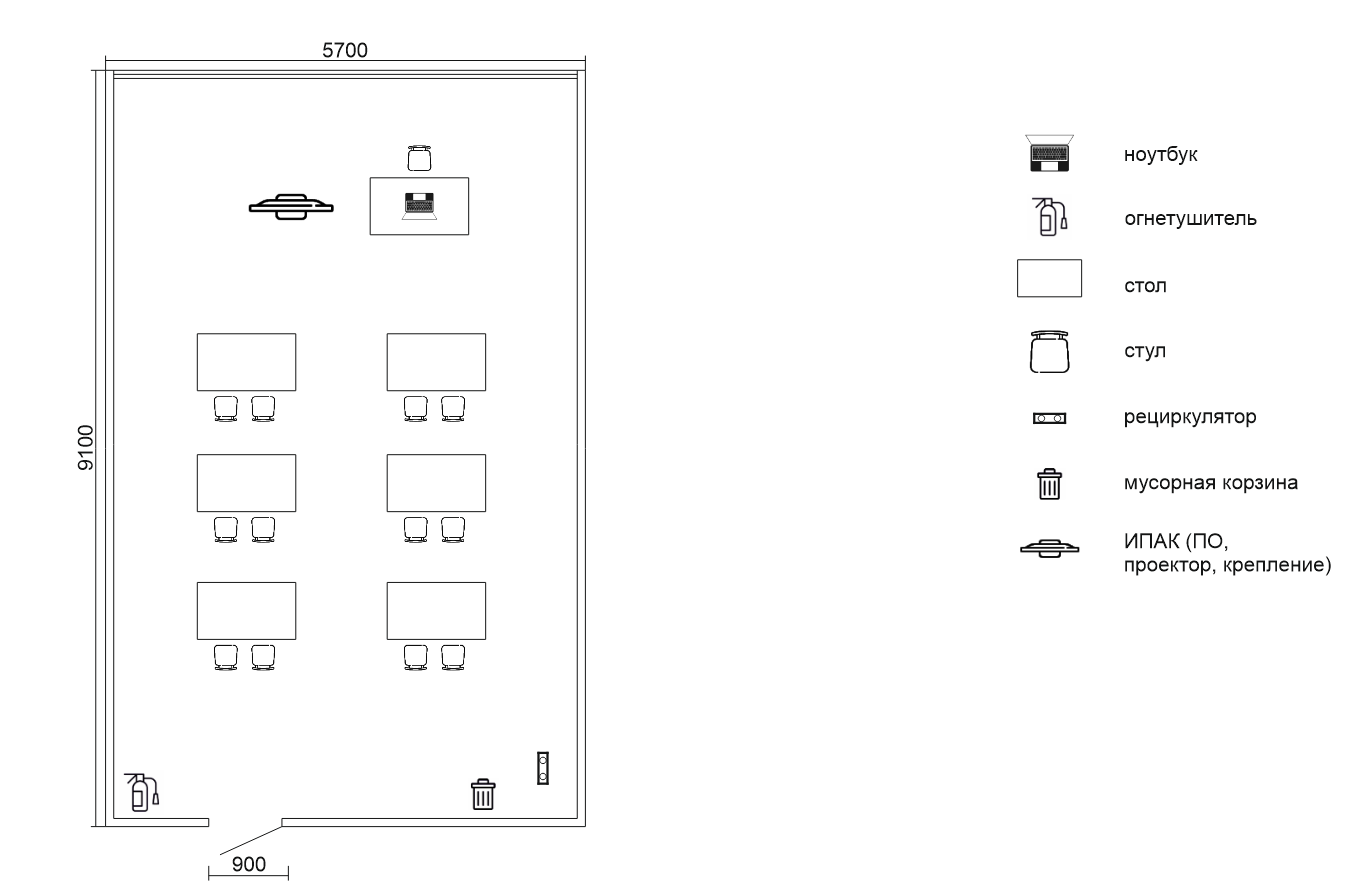 5700
9100
900
ноутбук
огнетушитель
стол
стул
рециркулятор
мусорная корзина
ИПАК (ПО,
проектор, крепление)